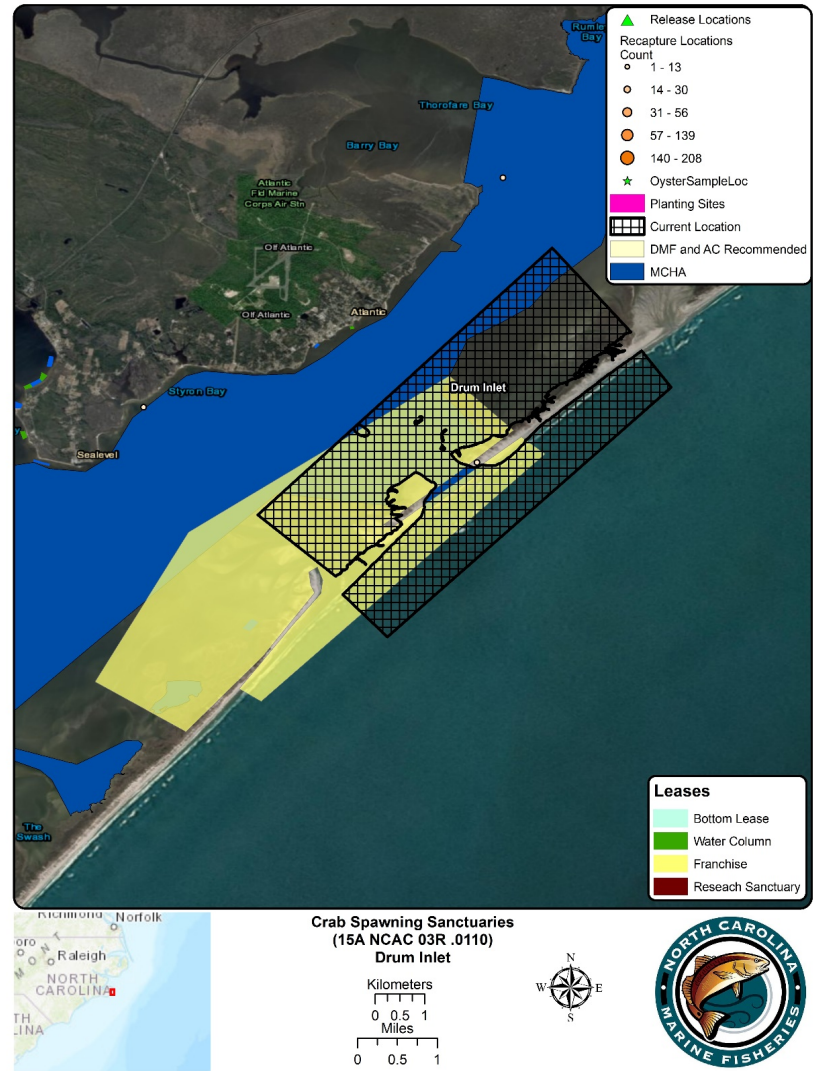 Rumley
Bay
Thorofare Bay
Barry Bay
Atlantic
Fld Marine
Corps Air Stn
Olf Atlantic
Olf Atlantic
Atlantic
Styron Bay
Sealevel
Drum Inlet
The
Swash
Release Locations
Recapture Locations
Count
1 - 13
14 - 30
31 - 56
57 - 139
140 - 208
OysterSampleLoc
Planting Sites
Current Location
DMF and AC Recommended
MCHA
Leases
Bottom Lease
Water Column
Franchise
Reseach Sanctuary
Richmond
Norfolk
Raleigh
NORTH
CAROLINA
Crab Spawning Sanctuaries
(15A NCAC 03R .0110)
Drum Inlet
Kilometers
0 0.5 1
Miles
0 0.5 1
N
W E
S
NORTH CAROLINA
MARINE FISHERIES